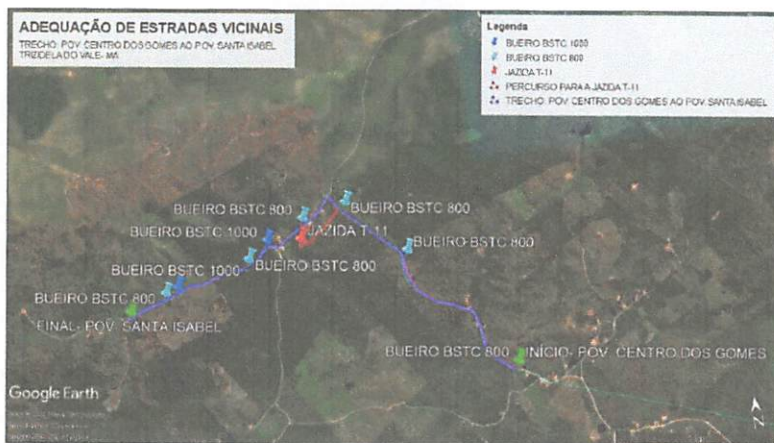 ADEQUAÇÃO DE ESTRADAS VICINAIS
TRECHO: POV. CENTRO DOS GOMES AO POV. SANTA ISABEL
TRIZIDELA DO VALE- MA
Legenda
BUEIRO BSTC 1000
BUEIRO BSTC 800
JAZIDA T-11
PERCURSO PARA A JAZIDA T-11
TRECHO: POV. CENTRO DOS GOMES AO POV. SANTA ISABEL
BUEIRO BSTC 800
BUEIRO BSTC 800
BUEIRO BSTC 1000
JAZIDA T-11
BUEIRO BSTC 800
BUEIRO BSTC 800
BUEIRO BSTC 1000
BUEIRO BSTC 800
FINAL- POV. SANTA ISABEL
BUEIRO BSTC 800
INÍCIO- POV. CENTRO DOS GOMES
Google Earth
N